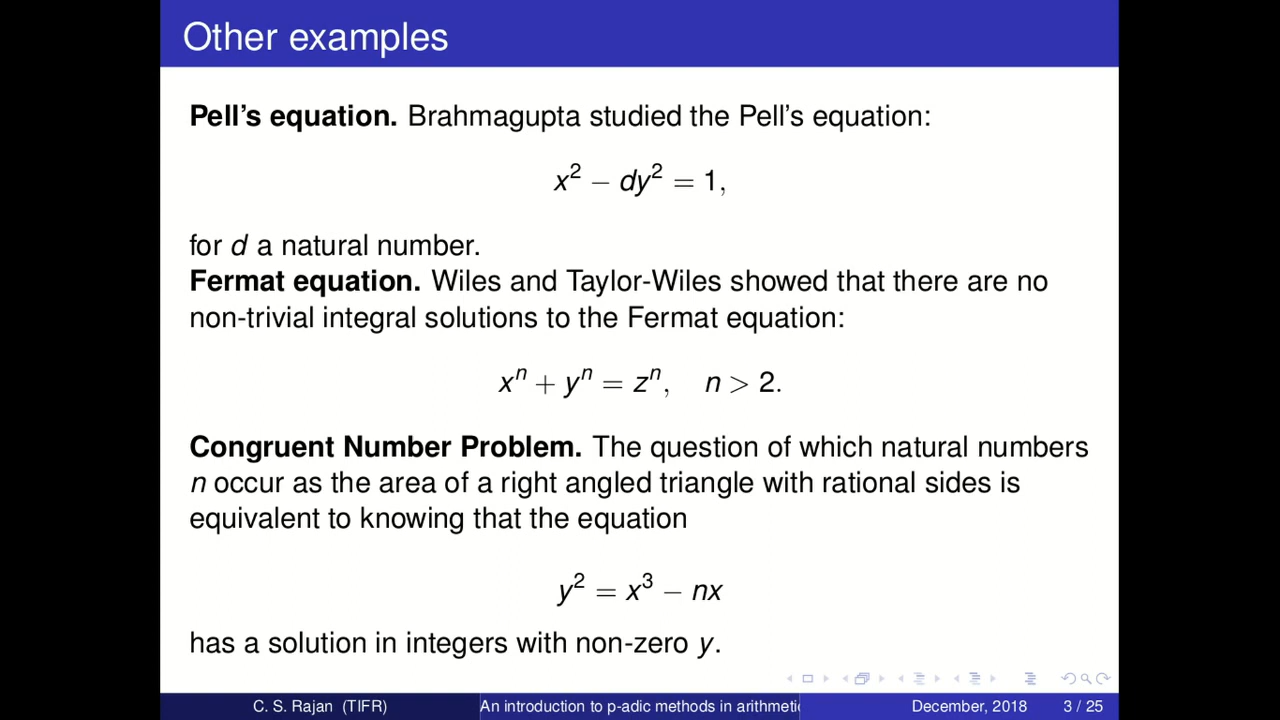 Other examples
Pell's equation. Brahmagupta studied the Pell's equation:
x² − dy² = 1,
for d a natural number.
Fermat equation. Wiles and Taylor-Wiles showed that there are no
non-trivial integral solutions to the Fermat equation:
xⁿ + yⁿ = zⁿ, n > 2.
Congruent Number Problem. The question of which natural numbers
n occur as the area of a right angled triangle with rational sides is
equivalent to knowing that the equation
y² = x³ − nx
has a solution in integers with non-zero y.
C. S. Rajan (TIFR) An introduction to p-adic methods in arithmetic December, 2018 3 / 25